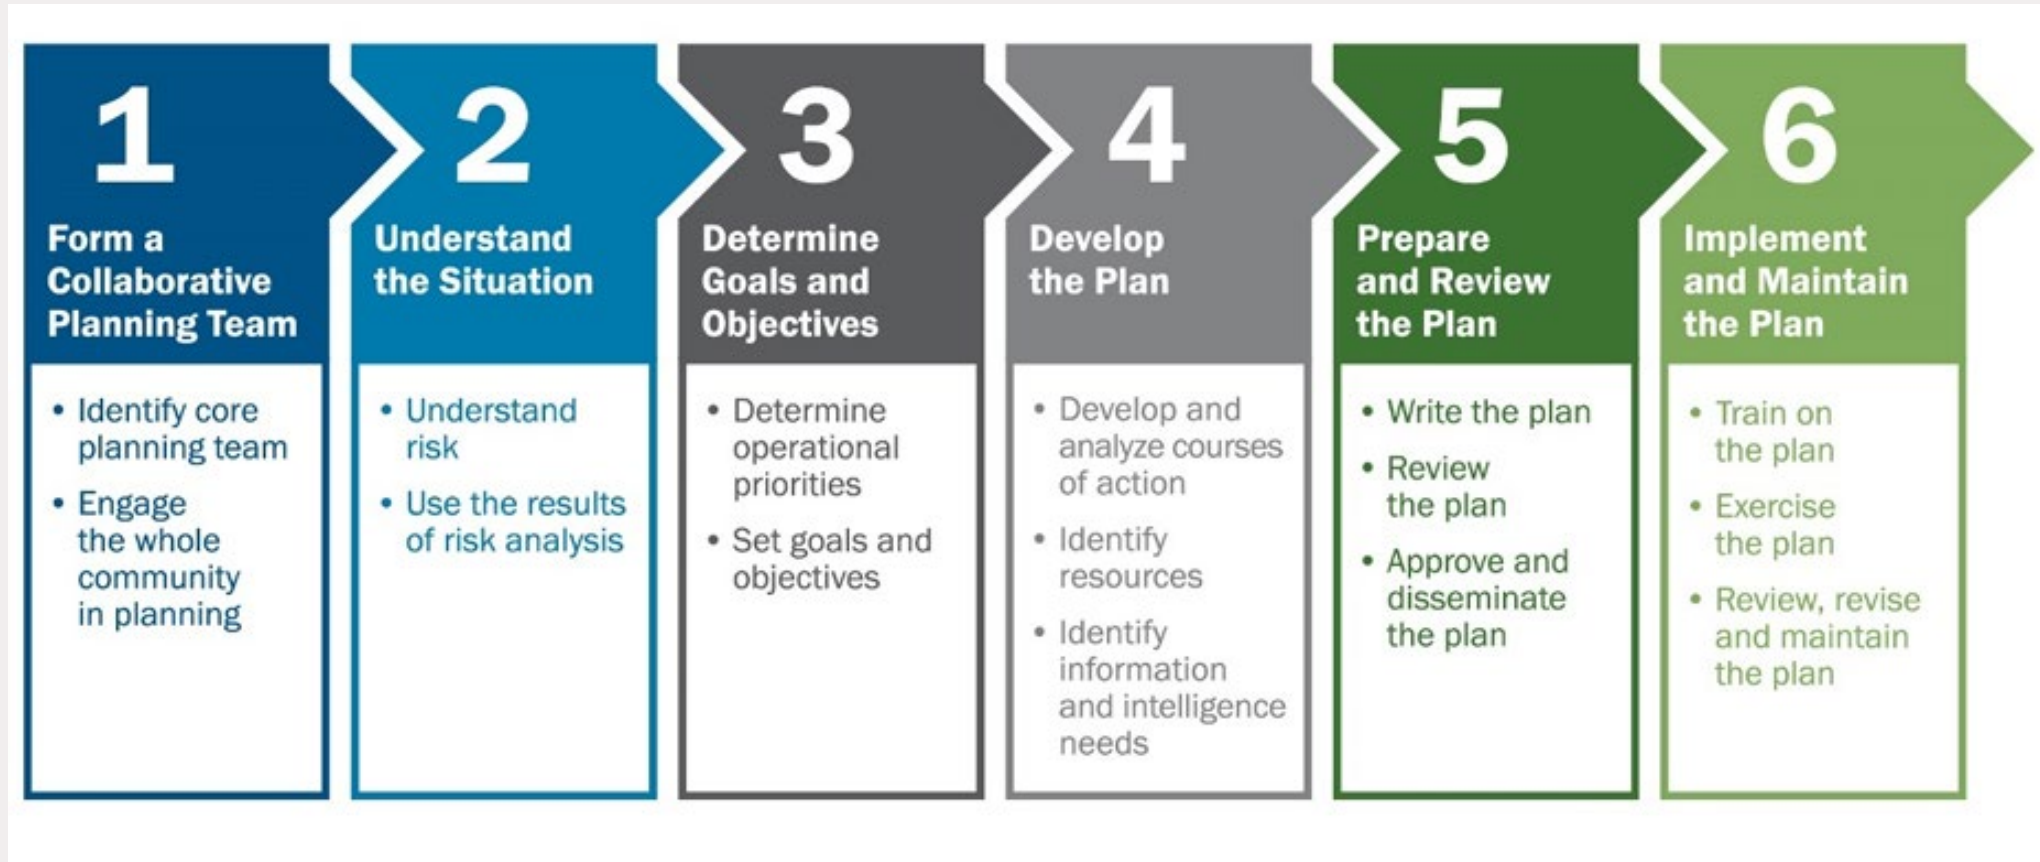 1
Form a
Collaborative
Planning Team
• Identify core
planning team
• Engage
the whole
community
in planning
2
Understand
the Situation
• Understand
risk
• Use the results
of risk analysis
3
Determine
Goals and
Objectives
• Determine
operational
priorities
• Set goals and
objectives
4
Develop
the Plan
• Develop and
analyze courses
of action
• Identify
resources
• Identify
information
and intelligence
needs
5
Prepare
and Review
the Plan
• Write the plan
• Review
the plan
• Approve and
disseminate
the plan
6
Implement
and Maintain
the Plan
• Train on
the plan
• Exercise
the plan
• Review, revise
and maintain
the plan